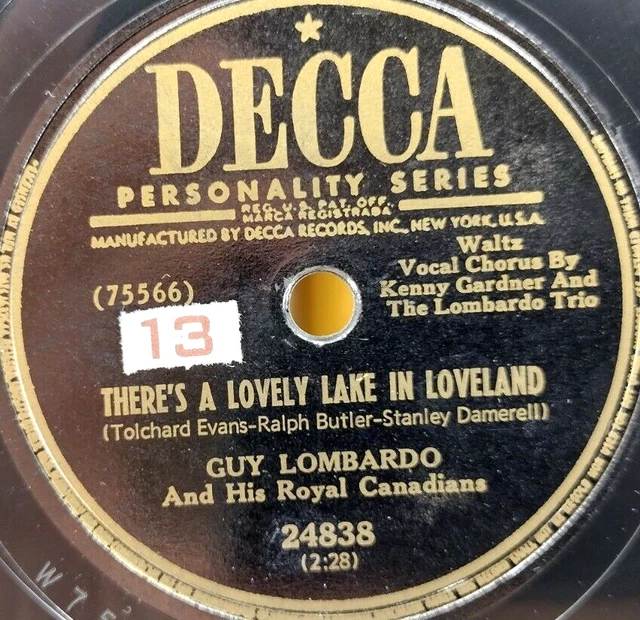 DECCA
PERSONALITY SERIES
REG. U.S. PAT. OFF.
MARCA REGISTRADA
MANUFACTURED BY DECCA RECORDS, INC., NEW YORK, U.S.A.
Waltz
Vocal Chorus By
Kenny Gardner And
The Lombardo Trio
(75566)
13
THERE'S A LOVELY LAKE IN LOVELAND
(Tolchard Evans-Ralph Butler-Stanley Damerell)
GUY LOMBARDO
And His Royal Canadians
24838
(2:28)
W 7 5